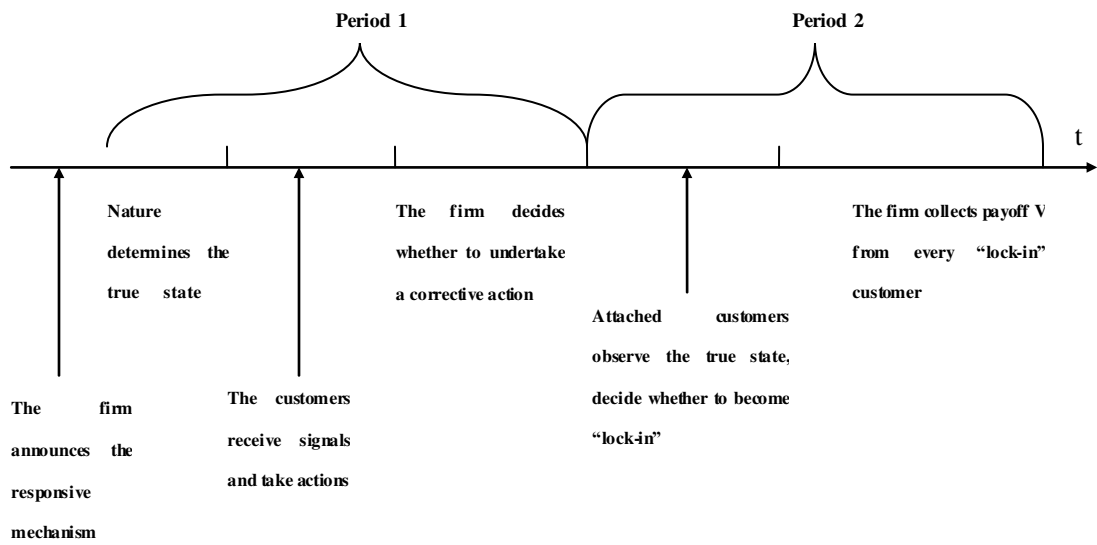 Period 1
Period 2
t
Nature
determines the
true state
The firm decides
whether to undertake
a corrective action
The firm collects payoff V
from every “lock-in”
customer
Attached customers
observe the true state,
decide whether to become
“lock-in”
The customers
receive signals
and take actions
The firm
announces the
responsive
mechanism